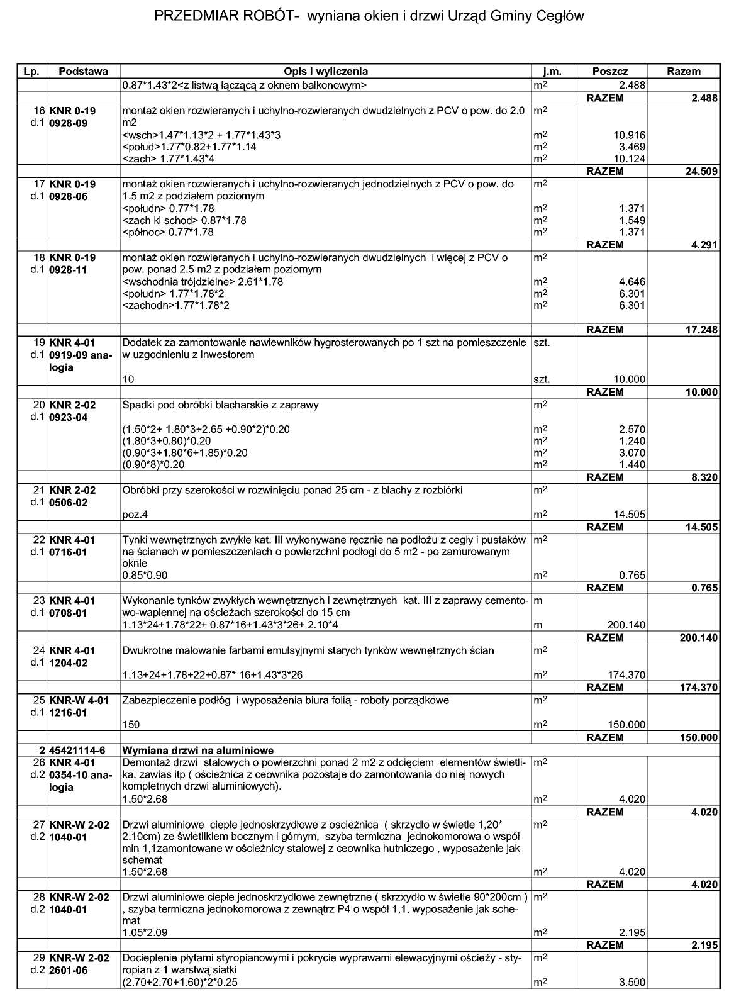 PRZEDMIAR ROBÓT-  wyniana okien i drzwi Urząd Gminy Cegłów
Lp. Podstawa Opis i wyliczenia j.m. Poszcz Razem
0.87*1.43*2<z listwą łączącą z oknem balkonowym> m2 2.488
RAZEM 2.488
16 KNR 0-19 montaż okien rozwieranych i uchylno-rozwieranych dwudzielnych z PCV o pow. do 2.0 m2
d.1 0928-09 m2
<wsch>1.47*1.13*2 + 1.77*1.43*3 m2 10.916
<połud>1.77*0.82+1.77*1.14 m2 3.469
<zach> 1.77*1.43*4 m2 10.124
RAZEM 24.509
17 KNR 0-19 montaż okien rozwieranych i uchylno-rozwieranych jednodzielnych z PCV o pow. do m2
d.1 0928-06 1.5 m2 z podziałem poziomym
<połudn> 0.77*1.78 m2 1.371
<zach kl schod> 0.87*1.78 m2 1.549
<północ> 0.77*1.78 m2 1.371
RAZEM 4.291
18 KNR 0-19 montaż okien rozwieranych i uchylno-rozwieranych dwudzielnych  i więcej z PCV o m2
d.1 0928-11 pow. ponad 2.5 m2 z podziałem poziomym
<wschodnia trójdzielne> 2.61*1.78 m2 4.646
<połudn> 1.77*1.78*2 m2 6.301
<zachodn>1.77*1.78*2 m2 6.301
RAZEM 17.248
19 KNR 4-01 Dodatek za zamontowanie nawiewników hygrosterowanych po 1 szt na pomieszczenie szt.
d.1 0919-09 ana- w uzgodnieniu z inwestorem
logia
10 szt. 10.000
RAZEM 10.000
20 KNR 2-02 Spadki pod obróbki blacharskie z zaprawy m2
d.1 0923-04
(1.50*2+ 1.80*3+2.65 +0.90*2)*0.20 m2 2.570
(1.80*3+0.80)*0.20 m2 1.240
(0.90*3+1.80*6+1.85)*0.20 m2 3.070
(0.90*8)*0.20 m2 1.440
RAZEM 8.320
21 KNR 2-02 Obróbki przy szerokości w rozwinięciu ponad 25 cm - z blachy z rozbiórki m2
d.1 0506-02
poz.4 m2 14.505
RAZEM 14.505
22 KNR 4-01 Tynki wewnętrznych zwykłe kat. III wykonywane ręcznie na podłożu z cegły i pustaków m2
d.1 0716-01 na ścianach w pomieszczeniach o powierzchni podłogi do 5 m2 - po zamurowanym
oknie
0.85*0.90 m2 0.765
RAZEM 0.765
23 KNR 4-01 Wykonanie tynków zwykłych wewnętrznych i zewnętrznych  kat. III z zaprawy cemento- m
d.1 0708-01 wo-wapiennej na ościeżach szerokości do 15 cm
1.13*24+1.78*22+ 0.87*16+1.43*3*26+ 2.10*4 m 200.140
RAZEM 200.140
24 KNR 4-01 Dwukrotne malowanie farbami emulsyjnymi starych tynków wewnętrznych ścian m2
d.1 1204-02
1.13+24+1.78+22+0.87* 16+1.43*3*26 m2 174.370
RAZEM 174.370
25 KNR-W 4-01 Zabezpieczenie podłóg  i wyposażenia biura folią - roboty porządkowe m2
d.1 1216-01
150 m2 150.000
RAZEM 150.000
2 45421114-6 Wymiana drzwi na aluminiowe
26 KNR 4-01 Demontaż drzwi  stalowych o powierzchni ponad 2 m2 z odcięciem  elementów świetli- m2
d.2 0354-10 ana- ka, zawias itp ( ościeżnica z ceownika pozostaje do zamontowania do niej nowych
logia kompletnych drzwi aluminiowych).
1.50*2.68 m2 4.020
RAZEM 4.020
27 KNR-W 2-02 Drzwi aluminiowe  ciepłe jednoskrzydłowe z oscieżnica  ( skrzydło w świetle 1,20* m2
d.2 1040-01 2.10cm) ze świetlikiem bocznym i górnym,  szyba termiczna  jednokomorowa o współ
min 1,1zamontowane w ościeżnicy stalowej z ceownika hutniczego , wyposażenie jak
schemat
1.50*2.68 m2 4.020
RAZEM 4.020
28 KNR-W 2-02 Drzwi aluminiowe ciepłe jednoskrzydłowe zewnętrzne ( skrzxydło w świetle 90*200cm ) m2
d.2 1040-01 , szyba termiczna jednokomorowa z zewnątrz P4 o współ 1,1, wyposażenie jak sche-
mat
1.05*2.09 m2 2.195
RAZEM 2.195
29 KNR-W 2-02 Docieplenie płytami styropianowymi i pokrycie wyprawami elewacyjnymi ościeży - sty- m2
d.2 2601-06 ropian z 1 warstwą siatki
(2.70+2.70+1.60)*2*0.25 m2 3.500